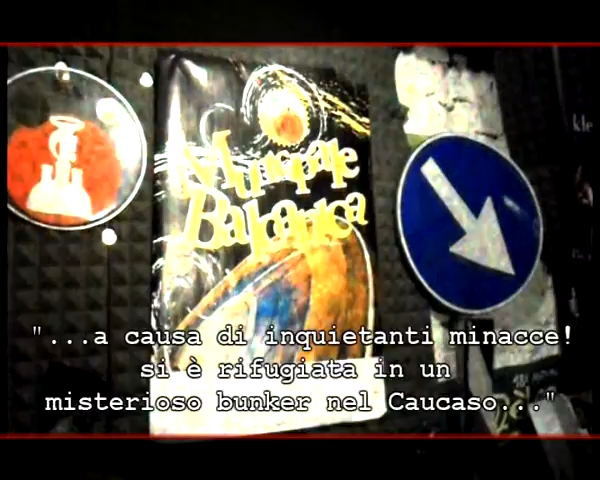 Municipale
Balcanica
"...a causa di inquietanti minacce!
si è rifugiata in un
misterioso bunker nel Caucaso..."